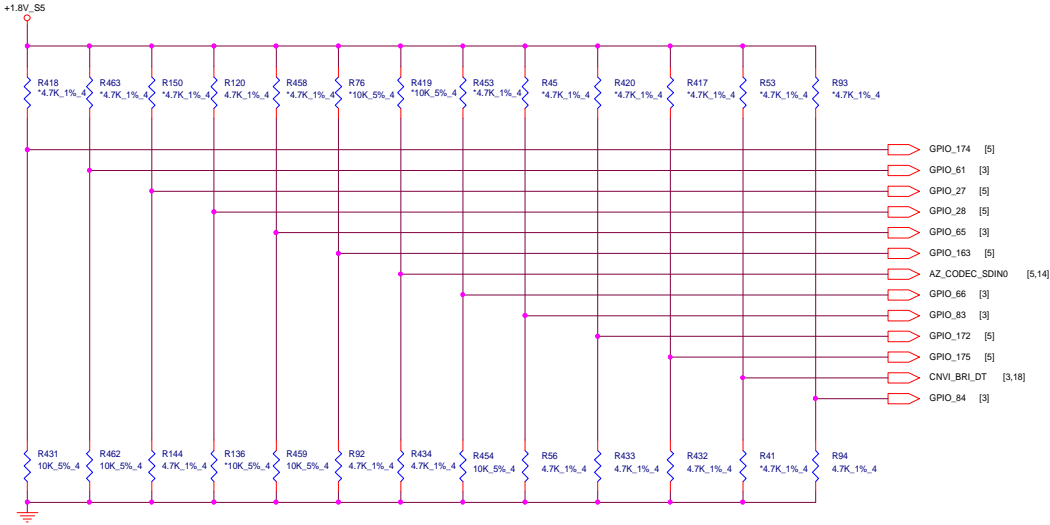 +1.8V_S5
R418 R463 R150 R120 R458 R76 R419 R453 R45 R420 R417 R53 R93
*4.7K_1%_4 *4.7K_1%_4 *4.7K_1%_4 4.7K_1%_4 *4.7K_1%_4 *10K_5%_4 *10K_5%_4 *4.7K_1%_4 *4.7K_1%_4 *4.7K_1%_4 *4.7K_1%_4 *4.7K_1%_4 *4.7K_1%_4
GPIO_174 [5]
GPIO_61 [3]
GPIO_27 [5]
GPIO_28 [5]
GPIO_65 [3]
GPIO_163 [5]
AZ_CODEC_SDIN0 [5,14]
GPIO_66 [3]
GPIO_83 [3]
GPIO_172 [5]
GPIO_175 [5]
CNVI_BRI_DT [3,18]
GPIO_84 [3]
R431 R462 R144 R136 R459 R92 R434 R454 R56 R433 R432 R41 R94
10K_5%_4 10K_5%_4 4.7K_1%_4 *10K_5%_4 10K_5%_4 4.7K_1%_4 4.7K_1%_4 10K_5%_4 4.7K_1%_4 4.7K_1%_4 4.7K_1%_4 *4.7K_1%_4 4.7K_1%_4